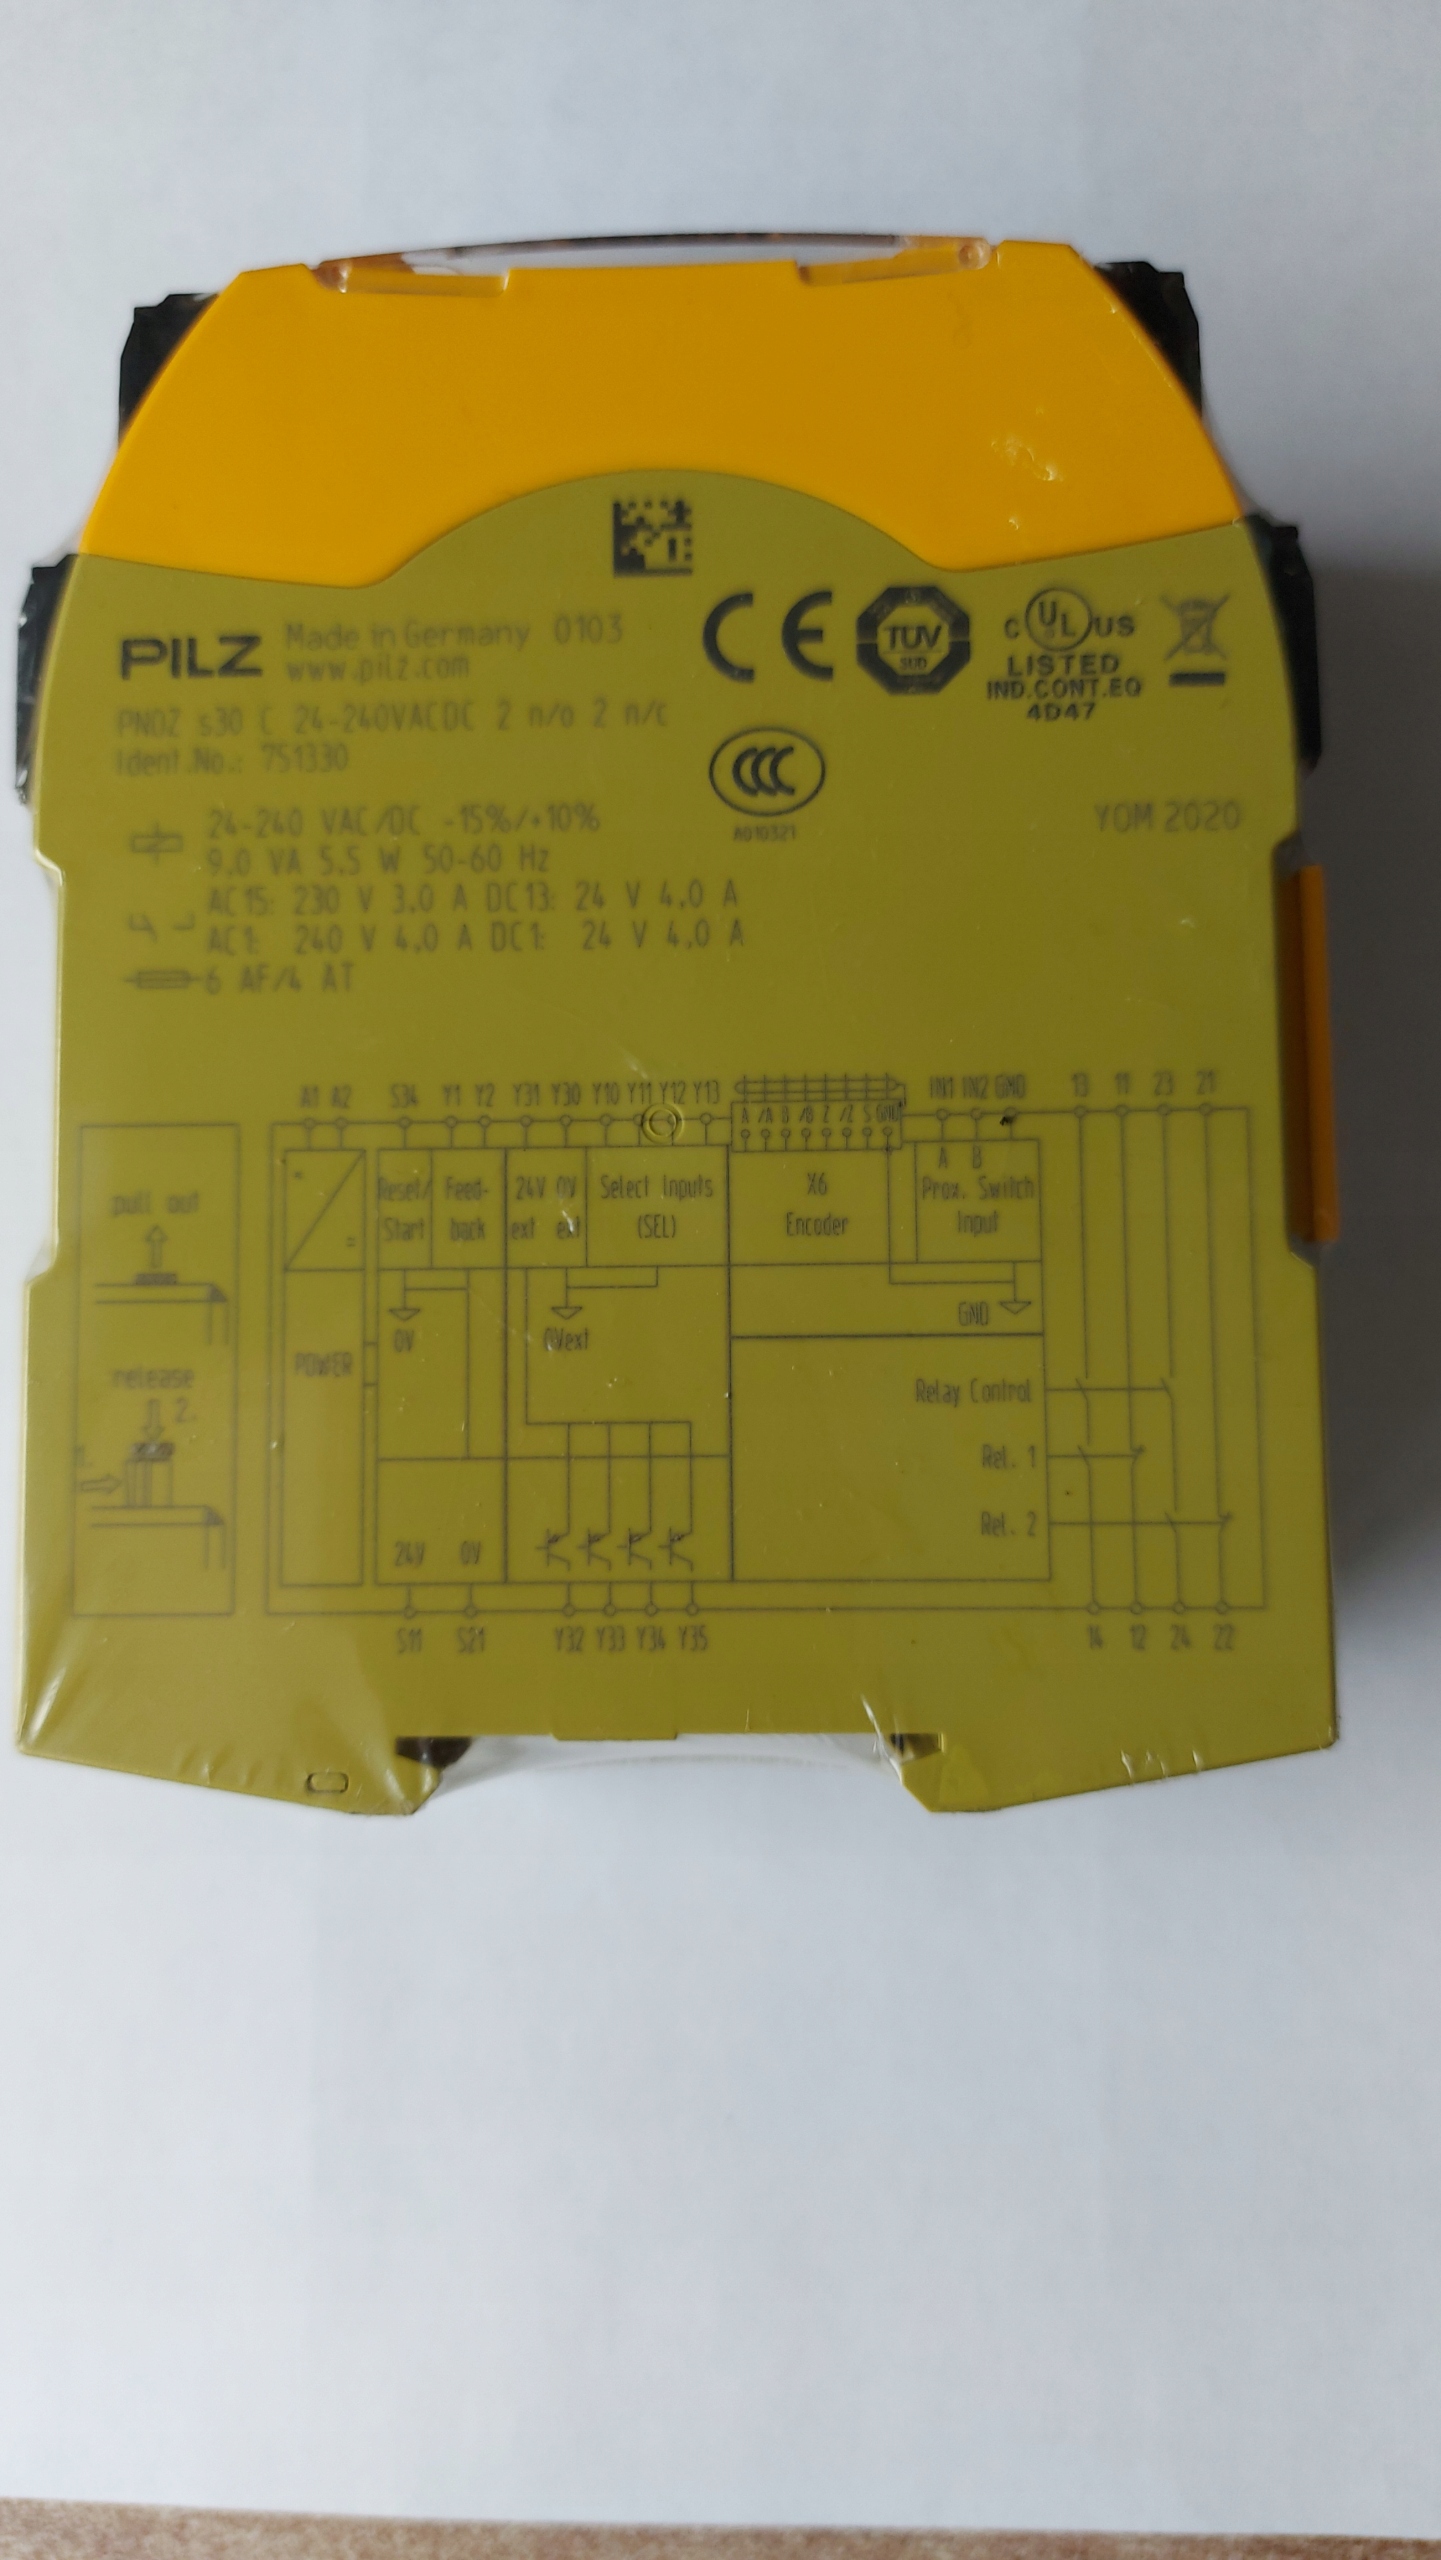 PILZ Made in Germany 0103
www.pilz.com
PNOZ s30 C 24-240VACDC 2 n/o 2 n/c
Ident.No.: 751330
CE
TÜV
SÜD
C UL US
LISTED
IND.CONT.EQ
4D47
CCC
A010321
YOM 2020
24-240 VAC/DC -15%/+10%
9.0 VA 5.5 W 50-60 Hz
AC15: 230 V 3.0 A DC13: 24 V 4.0 A
AC1: 240 V 4.0 A DC1: 24 V 4.0 A
6 AF/4 AT
A1 A2 S34 Y1 Y2 Y31 Y30 Y10 Y11 Y12 Y13 IN1 IN2 GND 13 11 23 21
A /A B /B Z /Z S GND
A B
pull out
Reset/ Feed- 24V 0V Select Inputs X6 Prox. Switch
Start back ext ext (SEL) Encoder Input
0V 0Vext GND
POWER
release
Relay Control
1.
2.
Rel. 1
Rel. 2
24V 0V
S11 S21 Y32 Y33 Y34 Y35 14 12 24 22